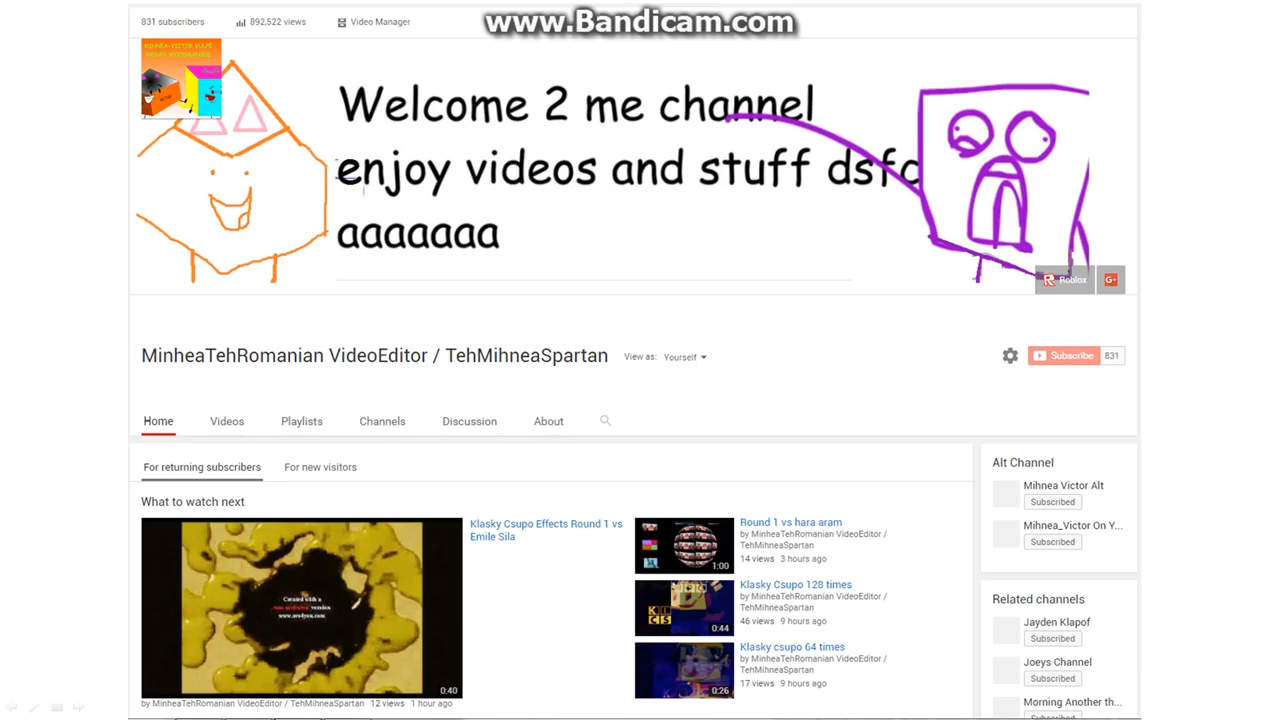 www.Bandicam.com
831 subscribers
892,522 views
Video Manager
Welcome 2 me channel
enjoy videos and stuff dsfc
aaaaaaa
Roblox
G+
MinheaTehRomanian VideoEditor / TehMihneaSpartan
View as: Yourself
Subscribe 831
Home
Videos
Playlists
Channels
Discussion
About
For returning subscribers
For new visitors
What to watch next
Created with a
www.avs4you.com
0:40
Klasky Csupo Effects Round 1 vs
Emile Sila
by MinheaTehRomanian VideoEditor / TehMihneaSpartan 12 views 1 hour ago
1:00
Round 1 vs hara aram
by MinheaTehRomanian VideoEditor /
TehMihneaSpartan
14 views 3 hours ago
0:44
Klasky Csupo 128 times
by MinheaTehRomanian VideoEditor /
TehMihneaSpartan
46 views 9 hours ago
0:26
Klasky csupo 64 times
by MinheaTehRomanian VideoEditor /
TehMihneaSpartan
17 views 9 hours ago
Alt Channel
Mihnea Victor Alt
Subscribed
Mihnea_Victor On Y...
Subscribed
Related channels
Jayden Klapof
Subscribed
Joeys Channel
Subscribed
Morning Another th...
Subscribed